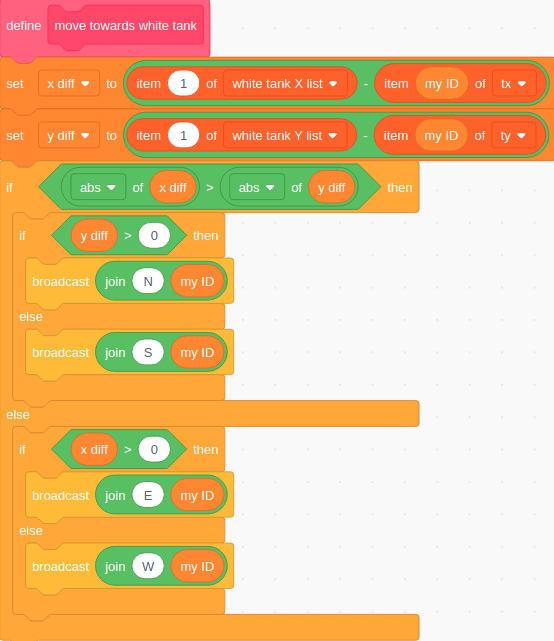 define move towards white tank
set x diff to item 1 of white tank X list - item my ID of tx
set y diff to item 1 of white tank Y list - item my ID of ty
if abs of x diff > abs of y diff then
if y diff > 0 then
broadcast join N my ID
else
broadcast join S my ID
else
if x diff > 0 then
broadcast join E my ID
else
broadcast join W my ID